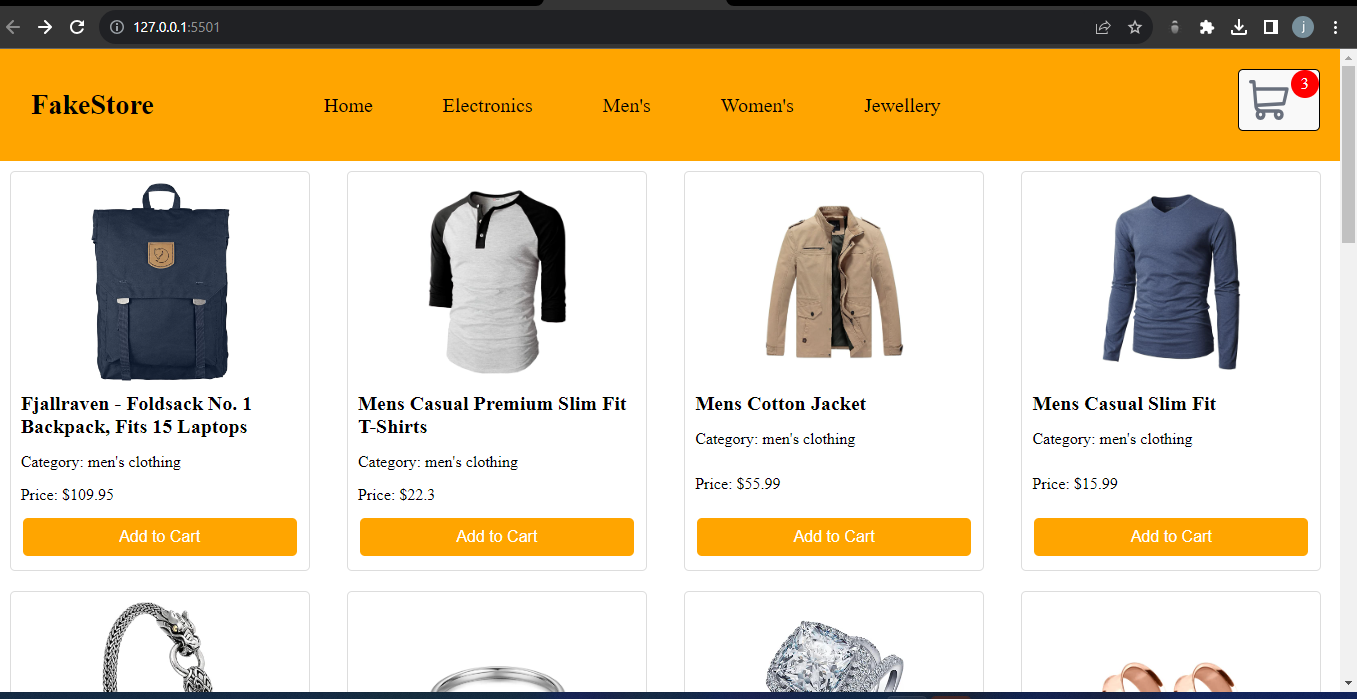 127.0.0.1:5501
j
FakeStore
Home
Electronics
Men's
Women's
Jewellery
3
Fjallraven - Foldsack No. 1
Backpack, Fits 15 Laptops
Category: men's clothing
Price: $109.95
Add to Cart
Mens Casual Premium Slim Fit
T-Shirts
Category: men's clothing
Price: $22.3
Add to Cart
Mens Cotton Jacket
Category: men's clothing
Price: $55.99
Add to Cart
Mens Casual Slim Fit
Category: men's clothing
Price: $15.99
Add to Cart